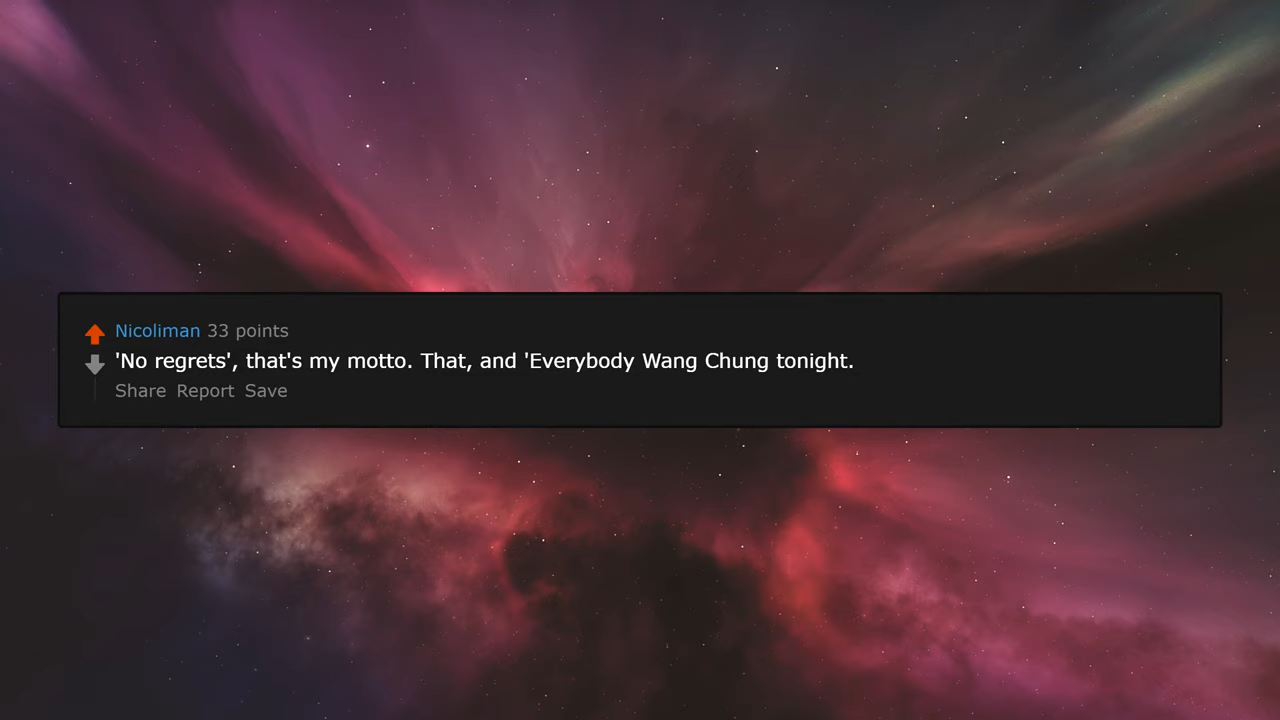 Nicoliman 33 points
'No regrets', that's my motto. That, and 'Everybody Wang Chung tonight.
Share Report Save